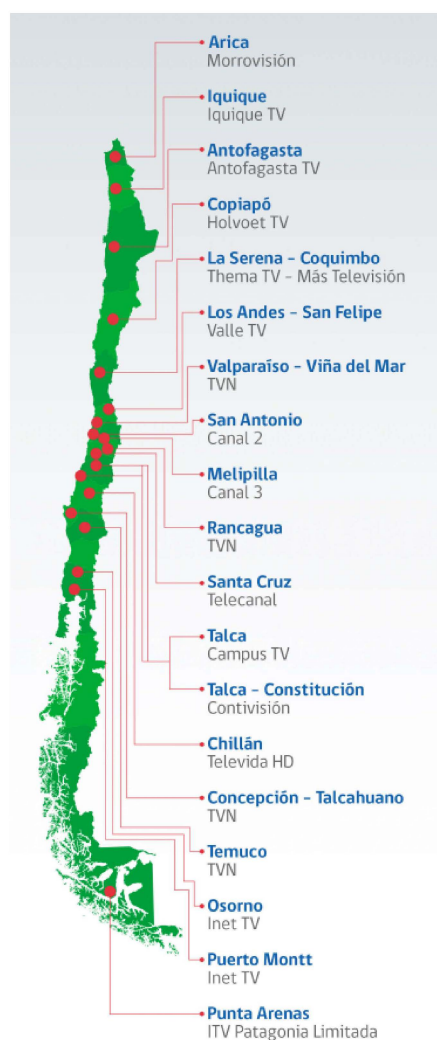 Arica
Morrovisión
Iquique
Iquique TV
Antofagasta
Antofagasta TV
Copiapó
Holvoet TV
La Serena - Coquimbo
Thema TV - Más Televisión
Los Andes - San Felipe
Valle TV
Valparaíso - Viña del Mar
TVN
San Antonio
Canal 2
Melipilla
Canal 3
Rancagua
TVN
Santa Cruz
Telecanal
Talca
Campus TV
Talca - Constitución
Contivisión
Chillán
Televida HD
Concepción - Talcahuano
TVN
Temuco
TVN
Osorno
Inet TV
Puerto Montt
Inet TV
Punta Arenas
ITV Patagonia Limitada